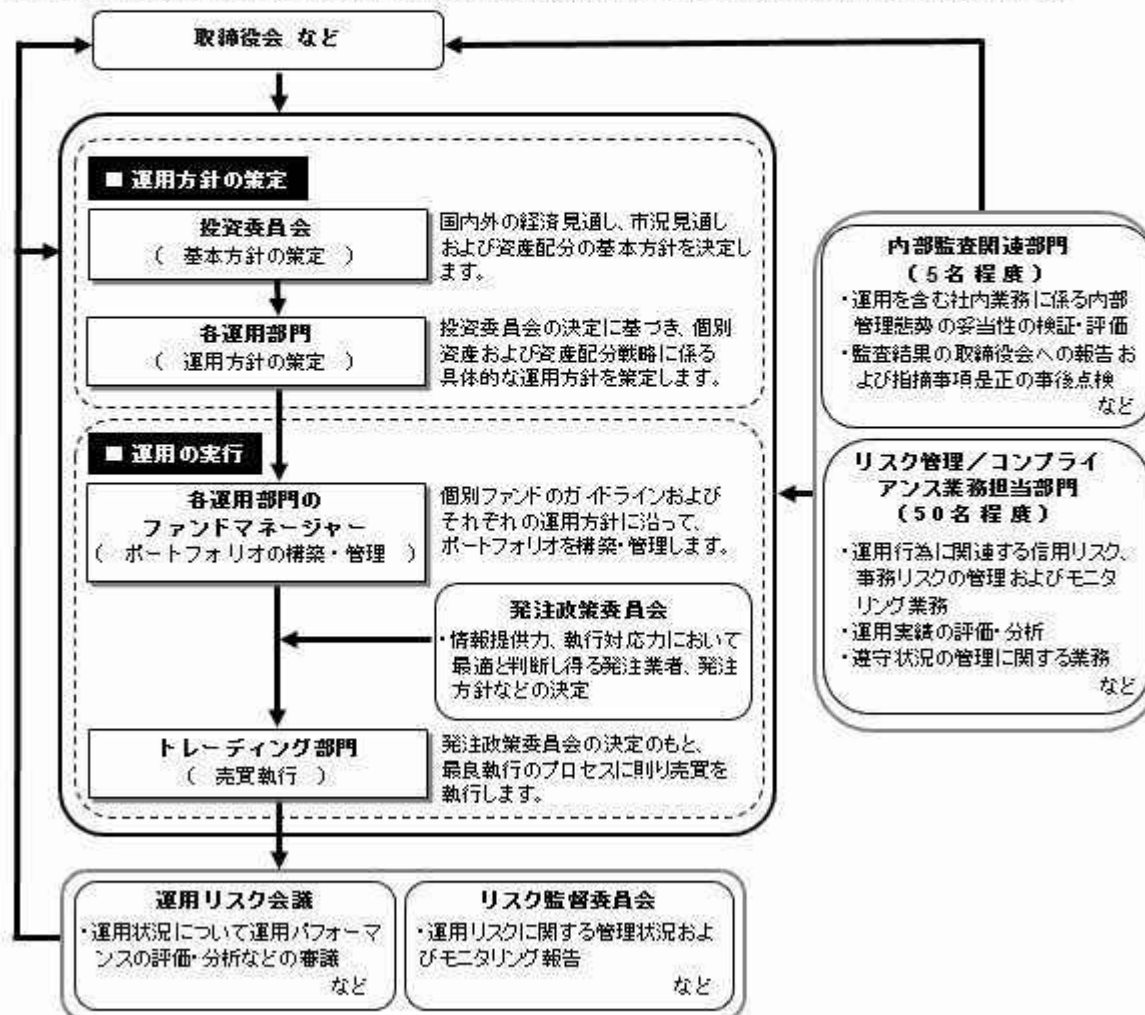 取締役会 など
■ 運用方針の策定
投資委員会
( 基本方針の策定 )
国内外の経済見通し、市況見通し
および資産配分の基本方針を決定し
ます。
各運用部門
( 運用方針の策定 )
投資委員会の決定に基づき、個別
資産および資産配分戦略に係る
具体的な運用方針を策定します。
■ 運用の実行
各運用部門の
ファンドマネージャー
( ポートフォリオの構築・管理 )
個別ファンドのガイドラインおよび
それぞれの運用方針に沿って、
ポートフォリオを構築・管理します。
発注政策委員会
・情報提供力、執行対応力において
最適と判断し得る発注業者、発注
方針などの決定
トレーディング部門
( 売買執行 )
発注政策委員会の決定のもと、
最良執行のプロセスに則り売買を
執行します。
内部監査関連部門
(5名程度)
・運用を含む社内業務に係る内部
管理態勢の妥当性の検証・評価
・監査結果の取締役会への報告お
よび指摘事項是正の事後点検
など
リスク管理/コンプライ
アンス業務担当部門
(50名程度)
・運用行為に関連する信用リスク、
事務リスクの管理およびモニタ
リング業務
・運用実績の評価・分析
・遵守状況の管理に関する業務
など
運用リスク会議
・運用状況について運用パフォーマ
ンスの評価・分析などの審議
など
リスク監督委員会
・運用リスクに関する管理状況およ
びモニタリング報告
など